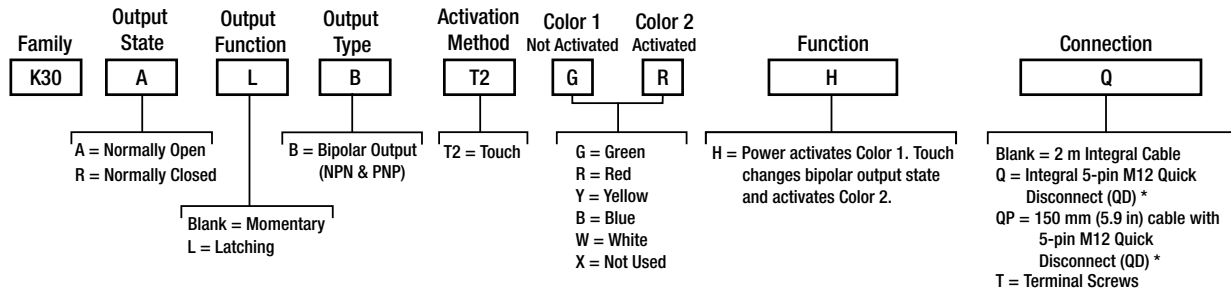 Family
Output
State
Output
Function
Output
Type
Activation
Method
Color 1
Not Activated
Color 2
Activated
Function
Connection
K30
A
L
B
T2
G
R
H
Q
A = Normally Open
R = Normally Closed
Blank = Momentary
L = Latching
B = Bipolar Output
(NPN & PNP)
T2 = Touch
G = Green
R = Red
Y = Yellow
B = Blue
W = White
X = Not Used
H = Power activates Color 1. Touch
changes bipolar output state
and activates Color 2.
Blank = 2 m Integral Cable
Q = Integral 5-pin M12 Quick
Disconnect (QD) *
QP = 150 mm (5.9 in) cable with
5-pin M12 Quick
Disconnect (QD) *
T = Terminal Screws